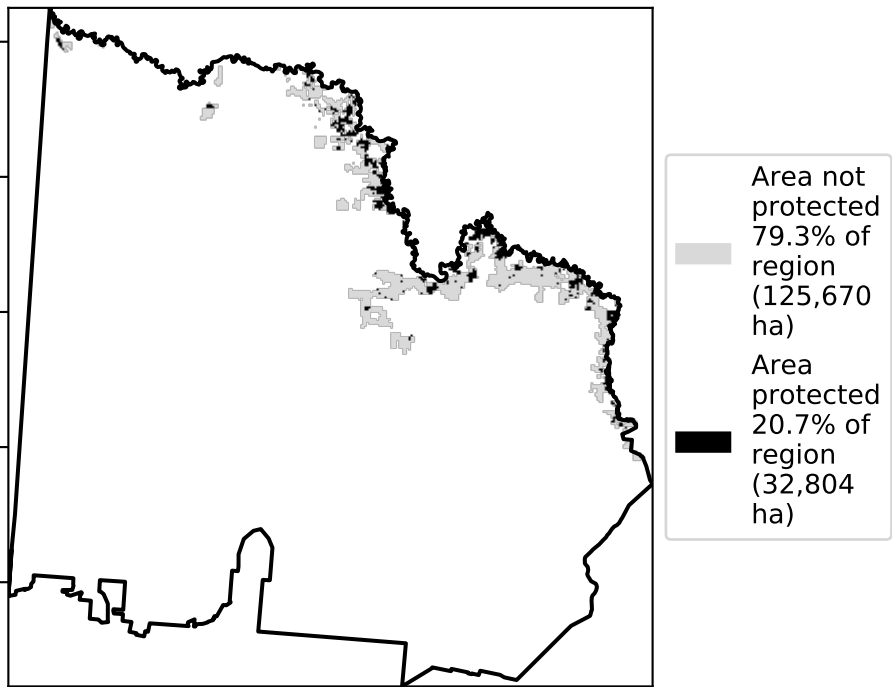 Area not
protected
79.3% of
region
(125,670
ha)
Area
protected
20.7% of
region
(32,804
ha)